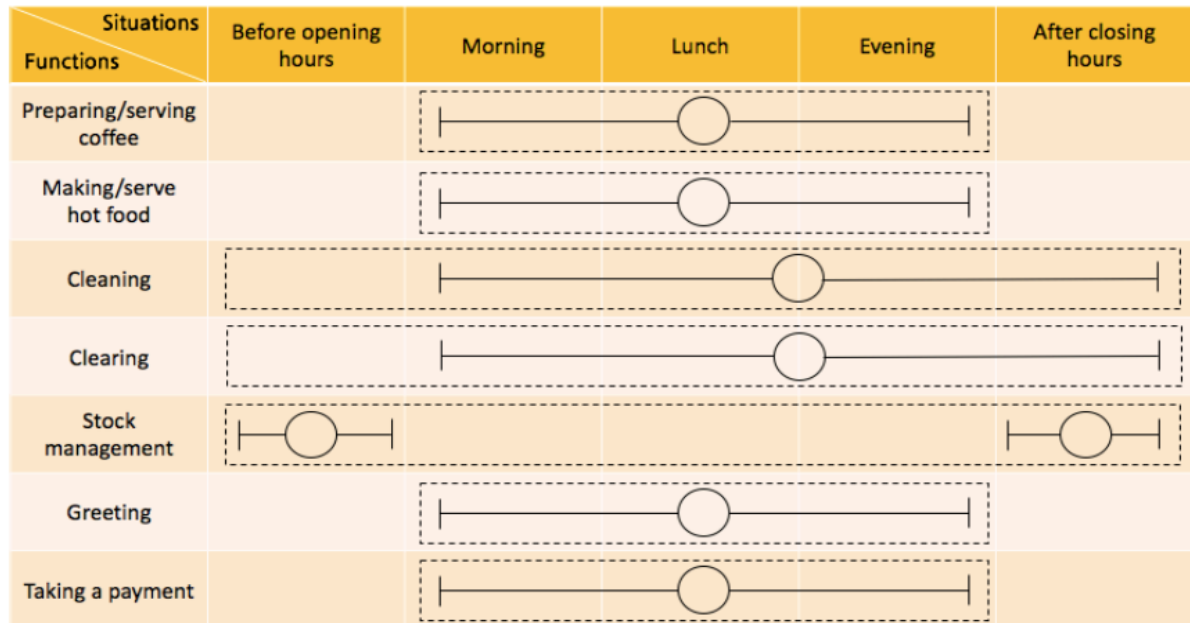 Situations
Functions
Before opening
hours
Morning
Lunch
Evening
After closing
hours
Preparing/serving
coffee
Making/serve
hot food
Cleaning
Clearing
Stock
management
Greeting
Taking a payment